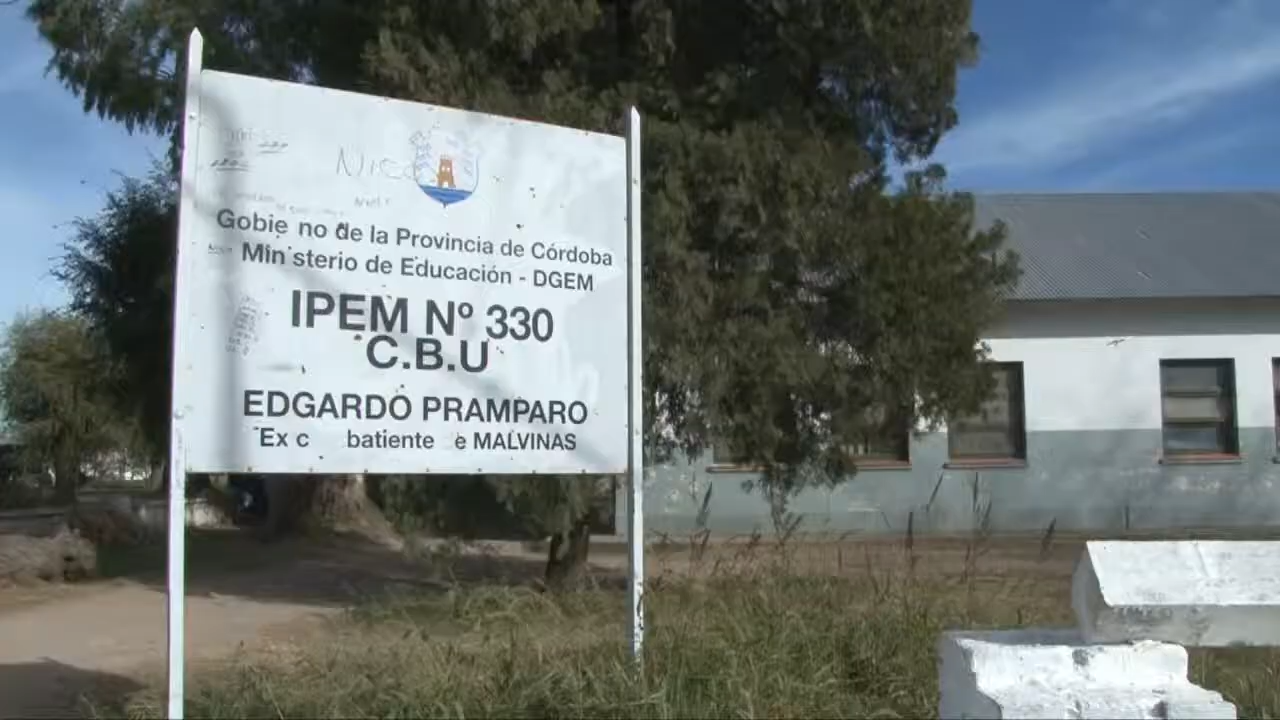 Nico
Gobie no de la Provincia de Córdoba
Min sterio de Educación - DGEM
IPEM Nº 330
C.B.U
EDGARDO PRAMPARO
Ex c batiente e MALVINAS